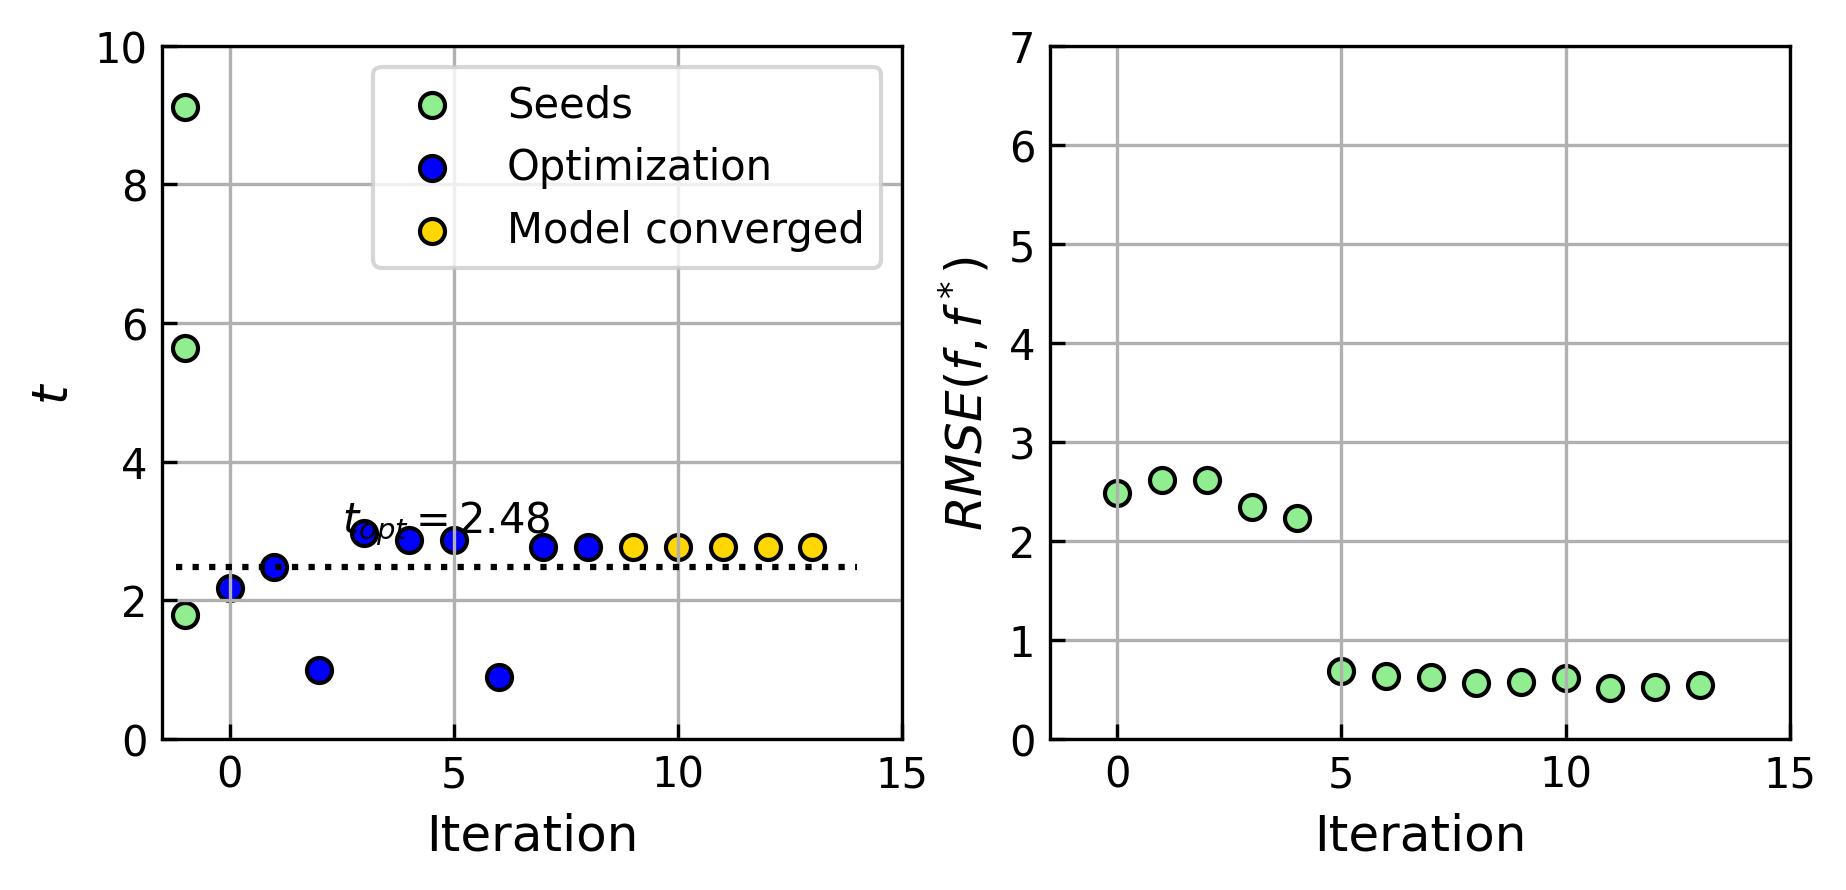 10
8
6
4
2
0
t
Seeds
Optimization
Model converged
t_opt = 2.48
0 5 10 15
Iteration
7
6
5
4
3
2
1
0
RMSE(f, f*)
0 5 10 15
Iteration